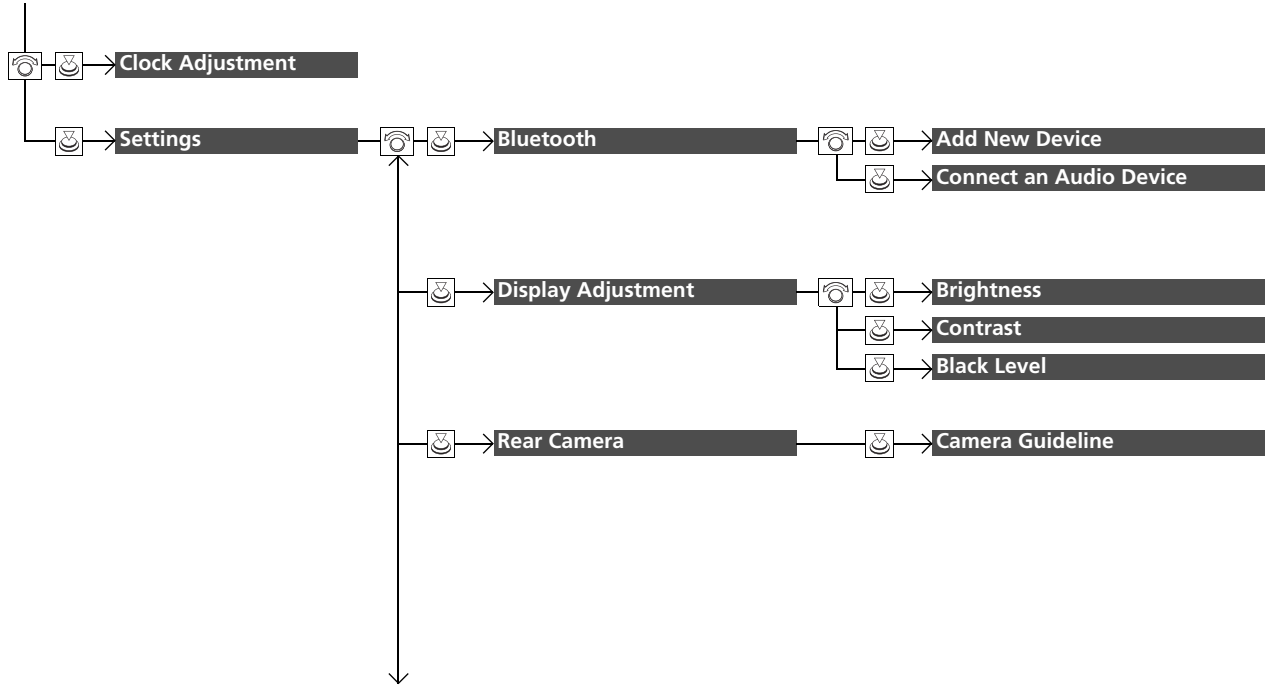 Clock Adjustment
Settings
Bluetooth
Add New Device
Connect an Audio Device
Display Adjustment
Brightness
Contrast
Black Level
Rear Camera
Camera Guideline